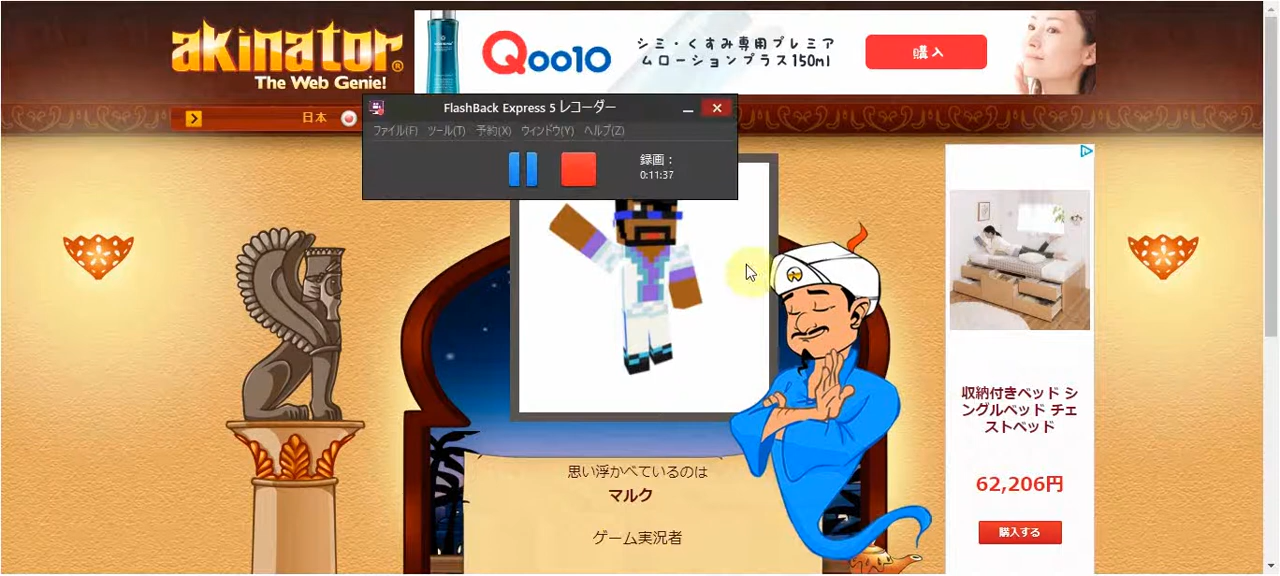 akinator®
The Web Genie!
Qoo10
シミ・くすみ専用プレミア
ムローションプラス150ml
購入
日本
FlashBack Express 5 レコーダー
ファイル(F) ツール(T) 予約(X) ウィンドウ(Y) ヘルプ(Z)
録画：
0:11:37
思い浮かべているのは
マルク
ゲーム実況者
収納付きベッド シ
ングルベッド チェ
ストベッド
62,206円
購入する